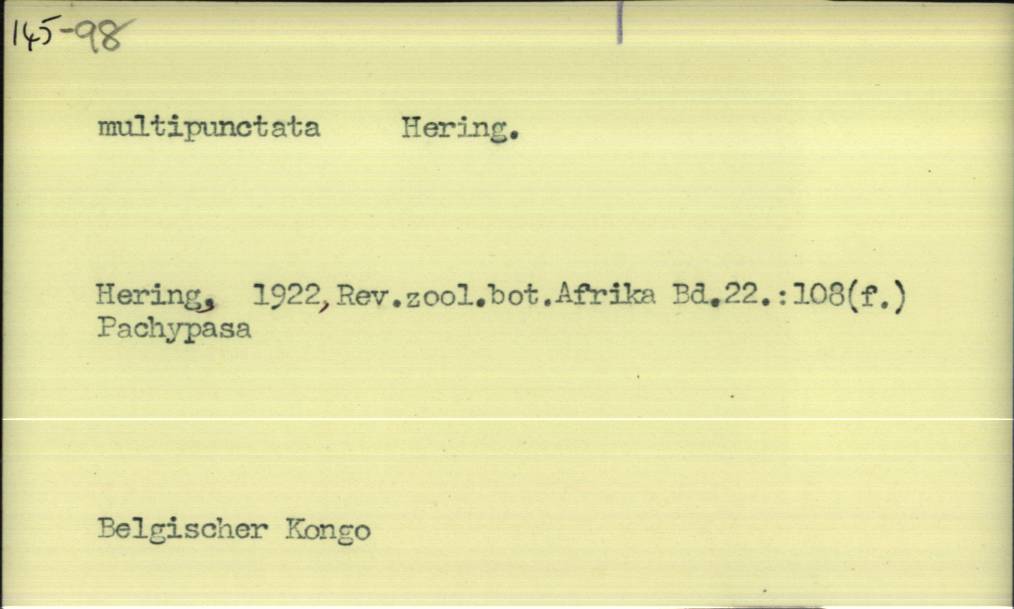 145-98
multipunctata Hering.
Hering, 1922, Rev.zool.bot.Afrika Bd.22.:108(f.)
Pachypasa
Belgischer Kongo